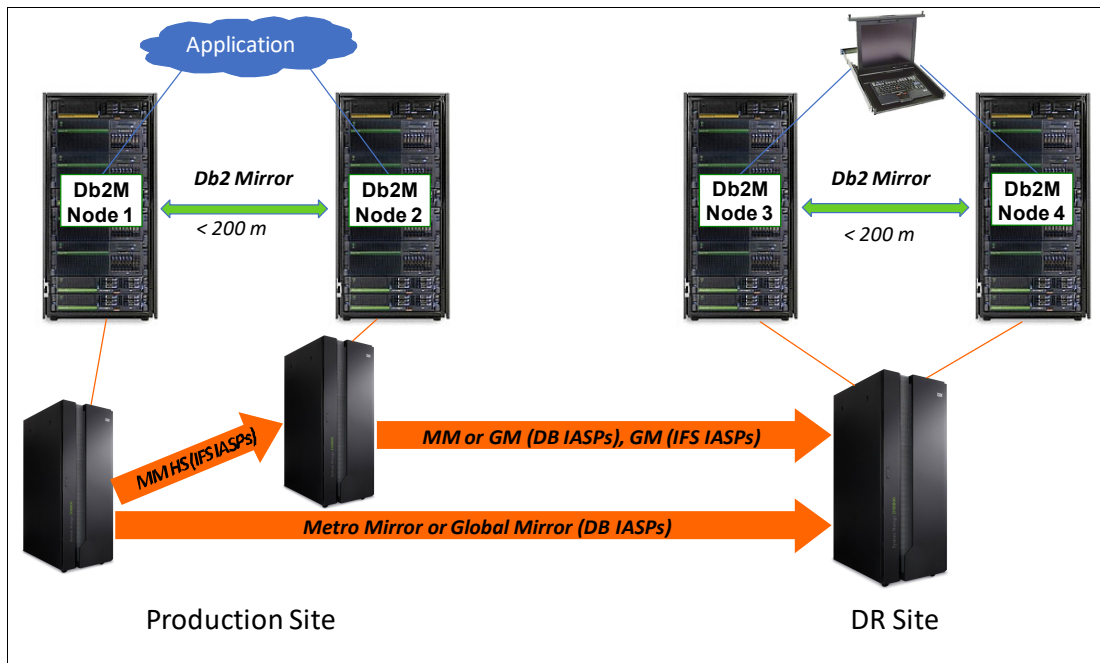 Application
Db2M
Node 1
Db2 Mirror
< 200 m
Db2M
Node 2
Db2M
Node 3
Db2 Mirror
< 200 m
Db2M
Node 4
MM HS (IFS IASPs)
MM or GM (DB IASPs), GM (IFS IASPs)
Metro Mirror or Global Mirror (DB IASPs)
Production Site
DR Site